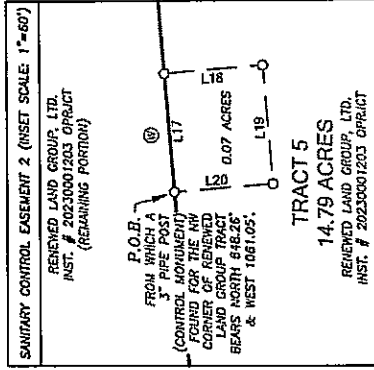 SANITARY CONTROL EASEMENT 2 (INSET SCALE: 1"=60')
RENEWED LAND GROUP, LTD.
INST. # 20230001203 OPRJCT
(REMAINING PORTION)
P.O.B.
FROM WHICH A
3" PIPE POST
(CONTROL MONUMENT)
FOUND FOR THE NW
CORNER OF RENEWED
LAND GROUP TRACT
BEARS NORTH 648.26'
& WEST 1061.05'.
W
L17
L18
L19
L20
0.07 ACRES
TRACT 5
14.79 ACRES
RENEWED LAND GROUP, LTD.
INST. # 20230001203 OPRJCT